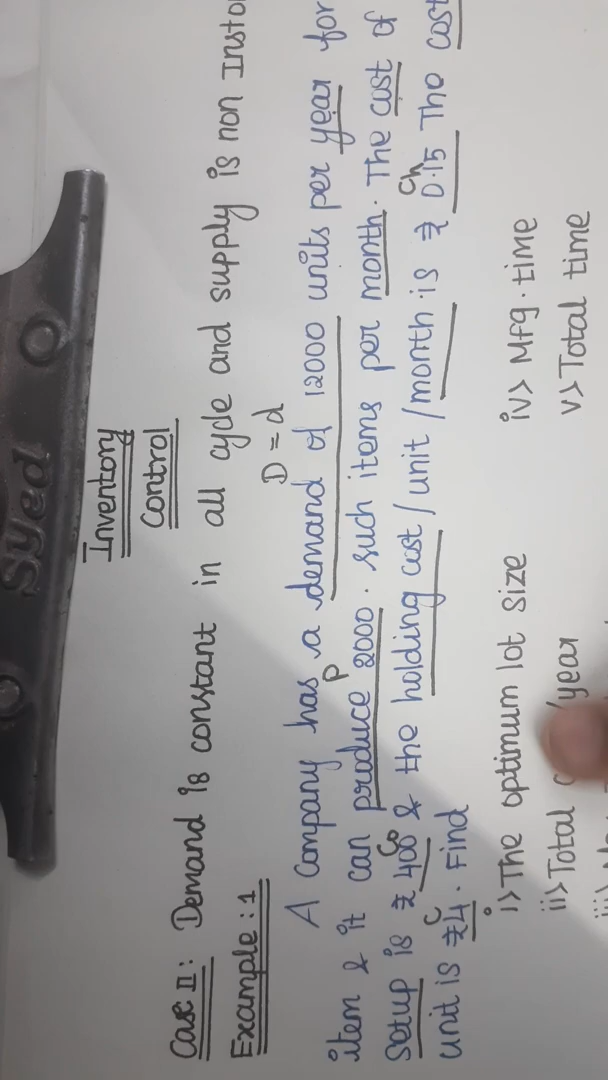 Syed
Inventory
Control
Case II: Demand is constant in all cycle and supply is non
Example: 1
D = d
A Company has a demand of 12000 units per year for
P
item & it can produce 2000. such items per month. The cost of
Co
Ch
Setup is ₹ 400 & the holding cost / unit / month is ₹ 0.15 The cost
C
unit is ₹4. Find
i> The optimum lot size
iv> Mfg. time
ii> Total /year
v> Total time
iii>